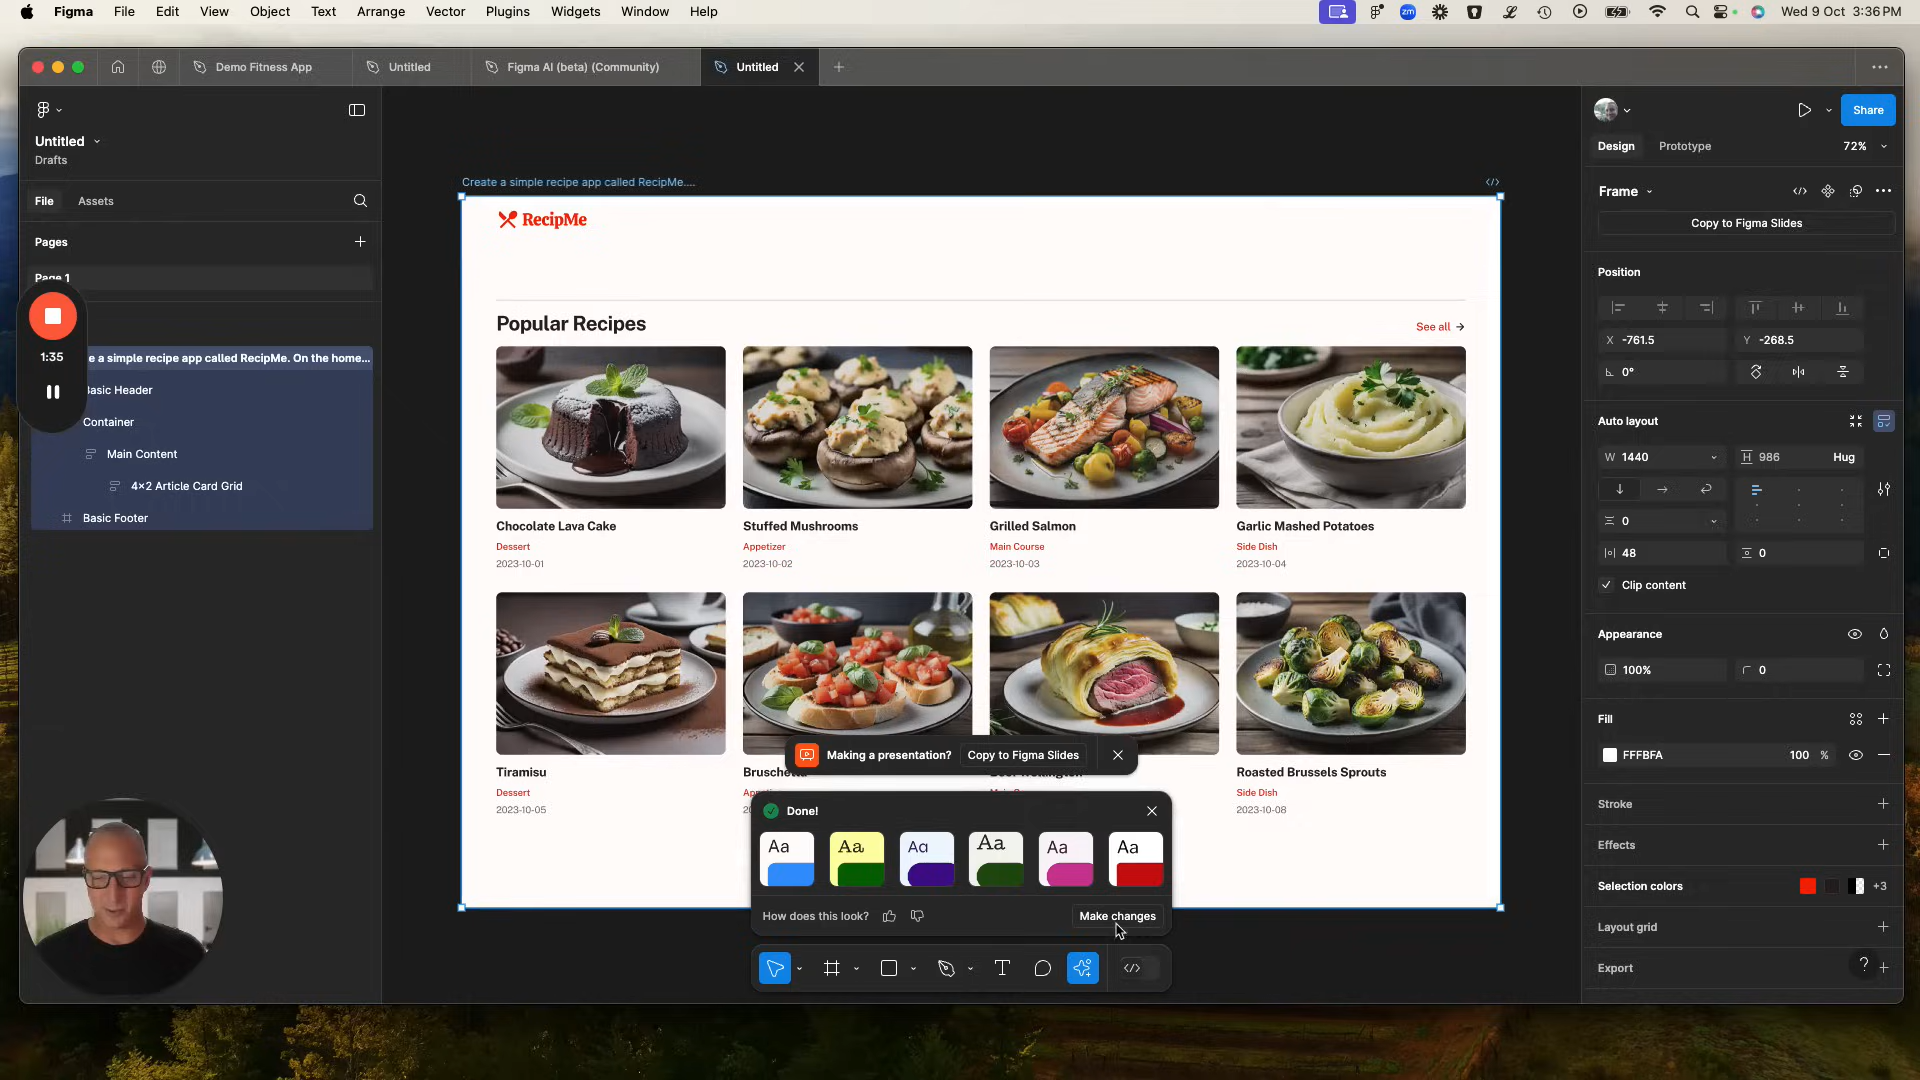 Figma File Edit View Object Text Arrange Vector Plugins Widgets Window Help
zm
Wed 9 Oct 3:36 PM
Demo Fitness App
Untitled
Figma AI (beta) (Community)
Untitled
Untitled
Drafts
File Assets
Pages
Page 1
1:35
e a simple recipe app called RecipMe. On the home...
Basic Header
Container
Main Content
4×2 Article Card Grid
Basic Footer
Create a simple recipe app called RecipMe....
RecipMe
Popular Recipes
See all →
Chocolate Lava Cake
Dessert
2023-10-01
Stuffed Mushrooms
Appetizer
2023-10-02
Grilled Salmon
Main Course
2023-10-03
Garlic Mashed Potatoes
Side Dish
2023-10-04
Tiramisu
Dessert
2023-10-05
Roasted Brussels Sprouts
Side Dish
2023-10-08
Making a presentation? Copy to Figma Slides
Done!
Aa Aa Aa Aa Aa Aa
How does this look?
Make changes
Share
Design Prototype 72%
Frame
Copy to Figma Slides
Position
X -761.5 Y -268.5
0°
Auto layout
W 1440 986 Hug
0
48 0
Clip content
Appearance
100% 0
Fill
FFFBFA 100 %
Stroke
Effects
Selection colors +3
Layout grid
Export
?